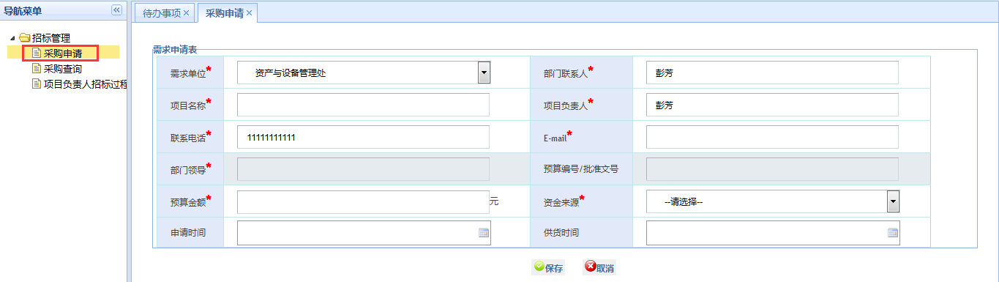 导航菜单
待办事项
采购申请
招标管理
采购申请
采购查询
项目负责人招标过程
需求申请表
需求单位* 资产与设备管理处 部门联系人* 彭芳
项目名称* 项目负责人* 彭芳
联系电话* 11111111111 E-mail*
部门领导* 预算编号/批准文号
预算金额* 元 资金来源* --请选择--
申请时间 供货时间
保存 取消